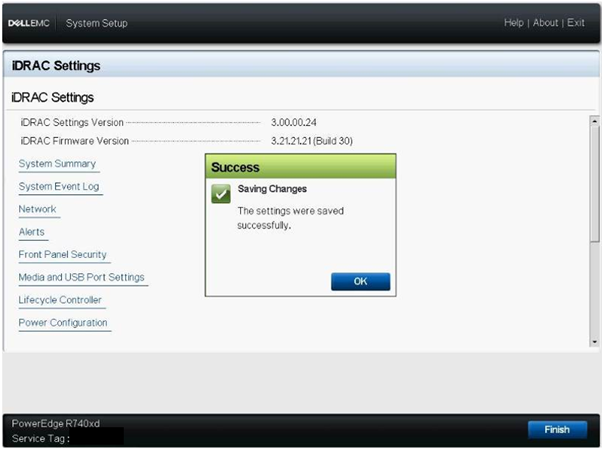 DELLEMC System Setup Help | About | Exit
iDRAC Settings
iDRAC Settings
iDRAC Settings Version 3.00.00.24
iDRAC Firmware Version 3.21.21.21 (Build 30)
System Summary
System Event Log
Network
Alerts
Front Panel Security
Media and USB Port Settings
Lifecycle Controller
Power Configuration
Success
Saving Changes
The settings were saved
successfully.
OK
PowerEdge R740xd
Service Tag :
Finish